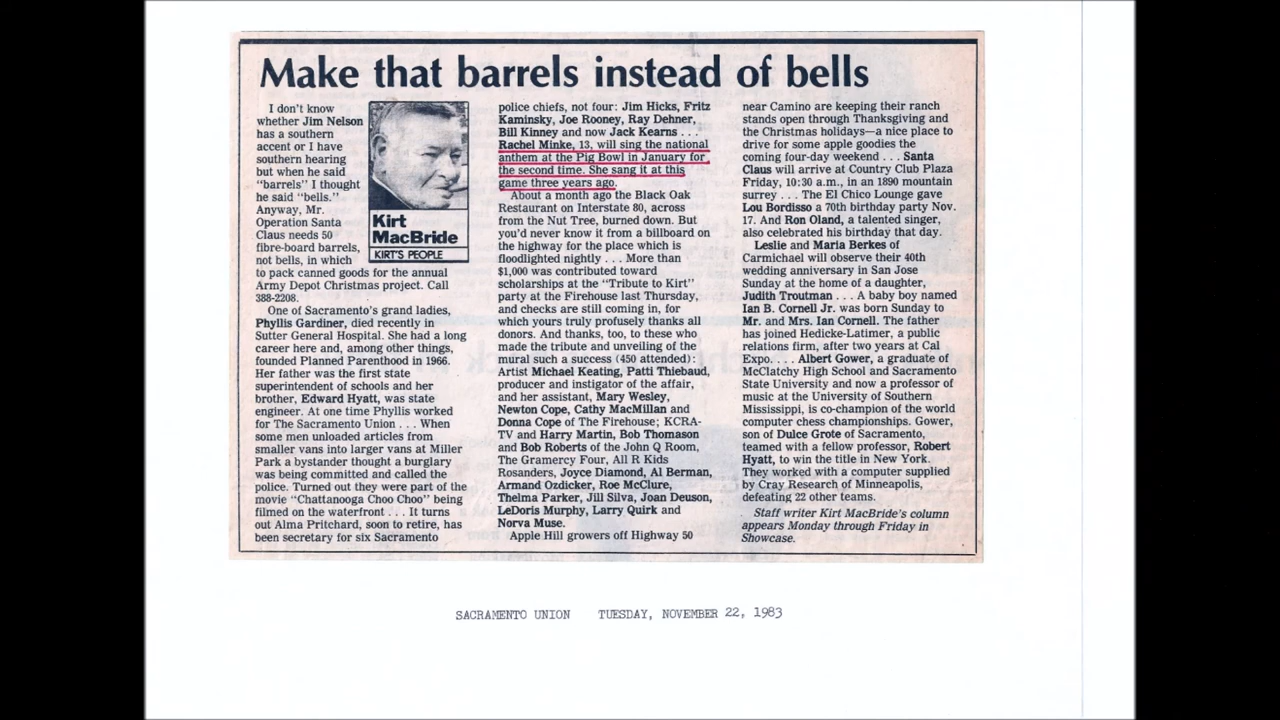 Make that barrels instead of bells
I don't know
whether Jim Nelson
has a southern
accent or I have
southern hearing
but when he said
"barrels" I thought
he said "bells."
Anyway, Mr.
Operation Santa
Claus needs 50
fibre-board barrels,
not bells, in which
to pack canned goods for the annual
Army Depot Christmas project. Call
388-2208.
One of Sacramento's grand ladies,
Phyllis Gardiner, died recently in
Sutter General Hospital. She had a long
career here and, among other things,
founded Planned Parenthood in 1966.
Her father was the first state
superintendent of schools and her
brother, Edward Hyatt, was state
engineer. At one time Phyllis worked
for The Sacramento Union . . . When
some men unloaded articles from
smaller vans into larger vans at Miller
Park a bystander thought a burglary
was being committed and called the
police. Turned out they were part of the
movie "Chattanooga Choo Choo" being
filmed on the waterfront . . . It turns
out Alma Pritchard, soon to retire, has
been secretary for six Sacramento
Kirt
MacBride
KIRT'S PEOPLE
police chiefs, not four: Jim Hicks, Fritz
Kaminsky, Joe Rooney, Ray Dehner,
Bill Kinney and now Jack Kearns . . .
Rachel Minke, 13, will sing the national
anthem at the Pig Bowl in January for
the second time. She sang it at this
game three years ago.
About a month ago the Black Oak
Restaurant on Interstate 80, across
from the Nut Tree, burned down. But
you'd never know it from a billboard on
the highway for the place which is
floodlighted nightly . . . More than
$1,000 was contributed toward
scholarships at the "Tribute to Kirt"
party at the Firehouse last Thursday,
and checks are still coming in, for
which yours truly profusely thanks all
donors. And thanks, too, to these who
made the tribute and unveiling of the
mural such a success (450 attended):
Artist Michael Keating, Patti Thiebaud,
producer and instigator of the affair,
and her assistant, Mary Wesley,
Newton Cope, Cathy MacMillan and
Donna Cope of The Firehouse; KCRA-
TV and Harry Martin, Bob Thomason
and Bob Roberts of the John Q Room,
The Gramercy Four, All R Kids
Rosanders, Joyce Diamond, Al Berman,
Armand Ozdicker, Roe McClure,
Thelma Parker, Jill Silva, Joan Deuson,
LeDoris Murphy, Larry Quirk and
Norva Muse.
Apple Hill growers off Highway 50
near Camino are keeping their ranch
stands open through Thanksgiving and
the Christmas holidays—a nice place to
drive for some apple goodies the
coming four-day weekend . . . Santa
Claus will arrive at Country Club Plaza
Friday, 10:30 a.m., in an 1890 mountain
surrey . . . The El Chico Lounge gave
Lou Bordisso a 70th birthday party Nov.
17. And Ron Oland, a talented singer,
also celebrated his birthday that day.
Leslie and Maria Berkes of
Carmichael will observe their 40th
wedding anniversary in San Jose
Sunday at the home of a daughter,
Judith Troutman . . . A baby boy named
Ian B. Cornell Jr. was born Sunday to
Mr. and Mrs. Ian Cornell. The father
has joined Hedicke-Latimer, a public
relations firm, after two years at Cal
Expo. . . . Albert Gower, a graduate of
McClatchy High School and Sacramento
State University and now a professor of
music at the University of Southern
Mississippi, is co-champion of the world
computer chess championships. Gower,
son of Dulce Grote of Sacramento,
teamed with a fellow professor, Robert
Hyatt, to win the title in New York.
They worked with a computer supplied
by Cray Research of Minneapolis,
defeating 22 other teams.
Staff writer Kirt MacBride's column
appears Monday through Friday in
Showcase.
SACRAMENTO UNION TUESDAY, NOVEMBER 22, 1983